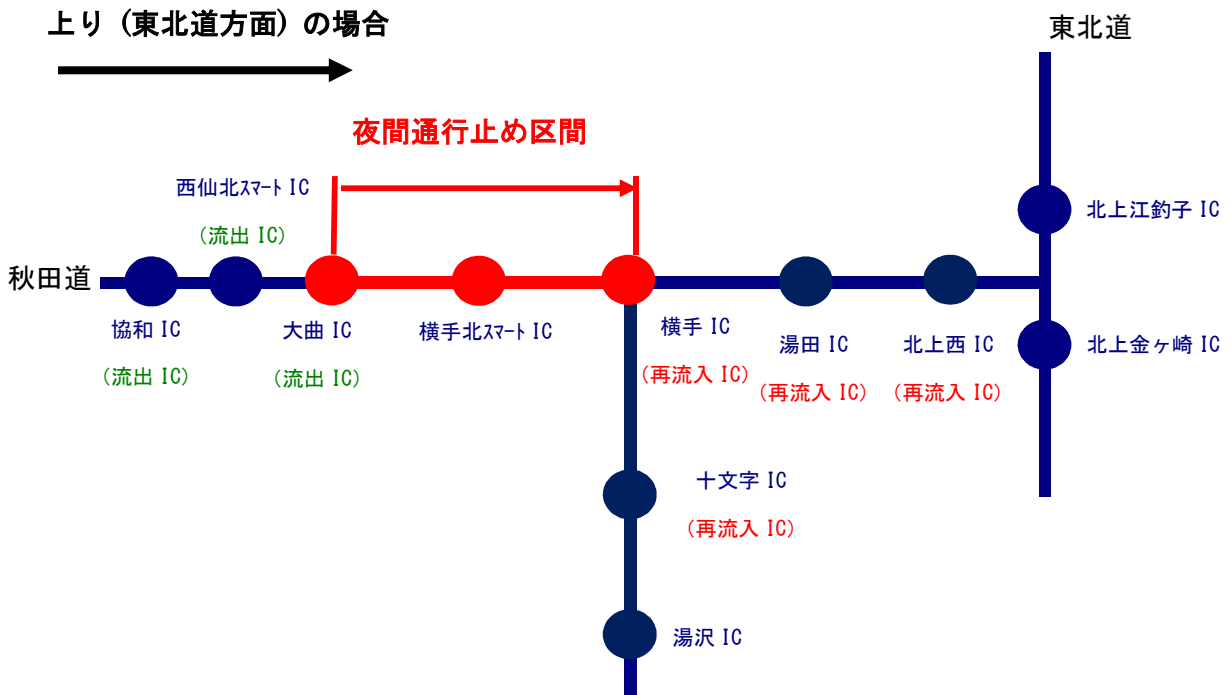 上り（東北道方面）の場合
東北道
夜間通行止め区間
西仙北スマート IC
（流出 IC）
北上江釣子 IC
秋田道
協和 IC
（流出 IC）
大曲 IC
（流出 IC）
横手北スマート IC
横手 IC
（再流入 IC）
湯田 IC
（再流入 IC）
北上西 IC
（再流入 IC）
北上金ヶ崎 IC
十文字 IC
（再流入 IC）
湯沢 IC